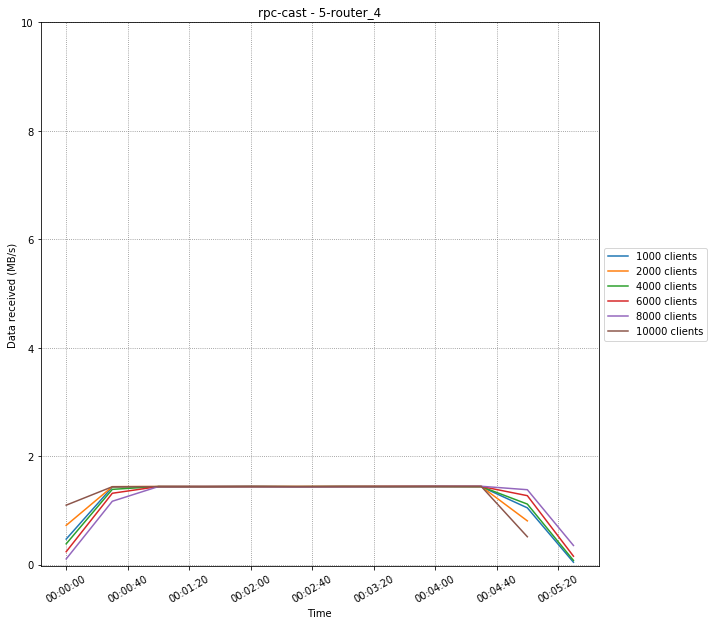 rpc-cast - 5-router_4
10
8
6
4
2
0
Data received (MB/s)
00:00:00
00:00:40
00:01:20
00:02:00
00:02:40
00:03:20
00:04:00
00:04:40
00:05:20
Time
1000 clients
2000 clients
4000 clients
6000 clients
8000 clients
10000 clients